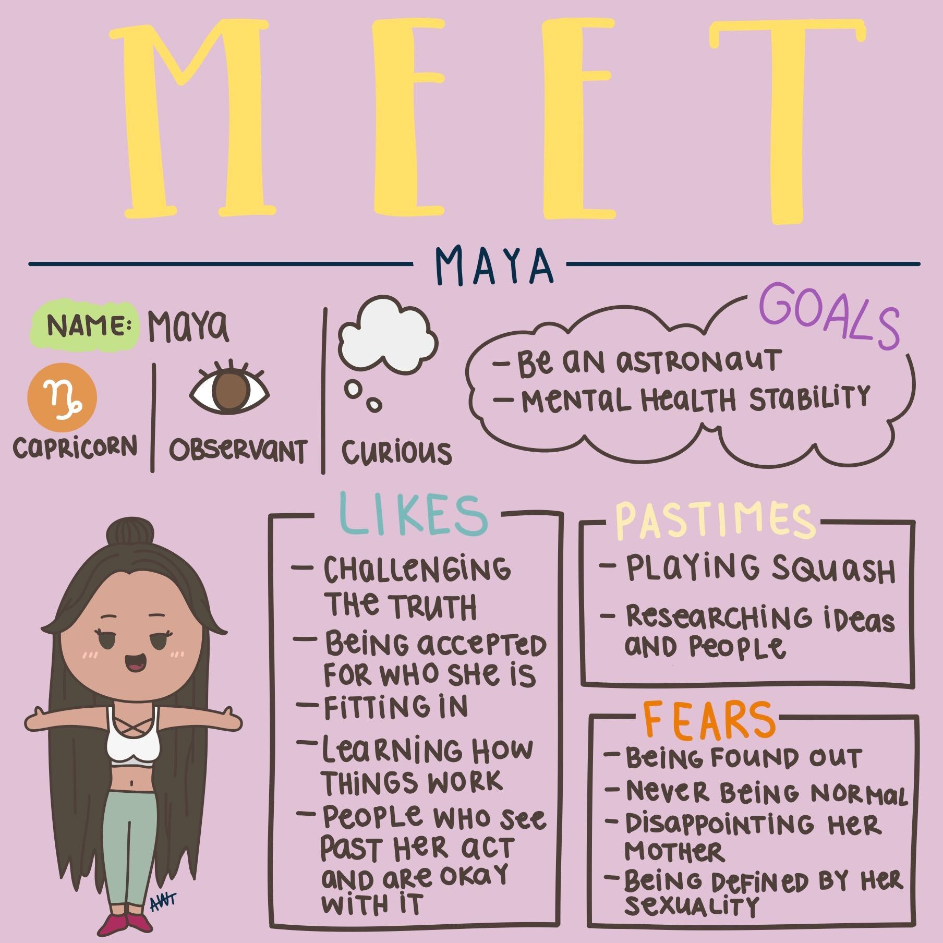 MEET
MAYA
NAME: MAYA
CAPRICORN
OBSERVANT
CURIOUS
GOALS
- BE AN ASTRONAUT
- MENTAL HEALTH STABILITY
LIKES
- CHALLENGING
THE TRUTH
- BEING ACCEPTED
FOR WHO SHE IS
- FITTING IN
- LEARNING HOW
THINGS WORK
- PEOPLE WHO SEE
PAST HER ACT
AND ARE OKAY
WITH IT
PASTIMES
- PLAYING SQUASH
- RESEARCHING IDEAS
AND PEOPLE
FEARS
- BEING FOUND OUT
- NEVER BEING NORMAL
- DISAPPOINTING HER
MOTHER
- BEING DEFINED BY HER
SEXUALITY
AWT